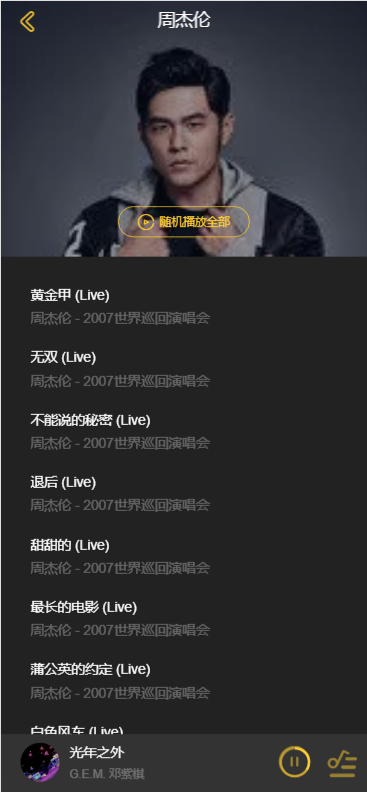 周杰伦
随机播放全部
黄金甲 (Live)
周杰伦 - 2007世界巡回演唱会
无双 (Live)
周杰伦 - 2007世界巡回演唱会
不能说的秘密 (Live)
周杰伦 - 2007世界巡回演唱会
退后 (Live)
周杰伦 - 2007世界巡回演唱会
甜甜的 (Live)
周杰伦 - 2007世界巡回演唱会
最长的电影 (Live)
周杰伦 - 2007世界巡回演唱会
蒲公英的约定 (Live)
周杰伦 - 2007世界巡回演唱会
白色风车 (Live)
光年之外
G.E.M. 邓紫棋